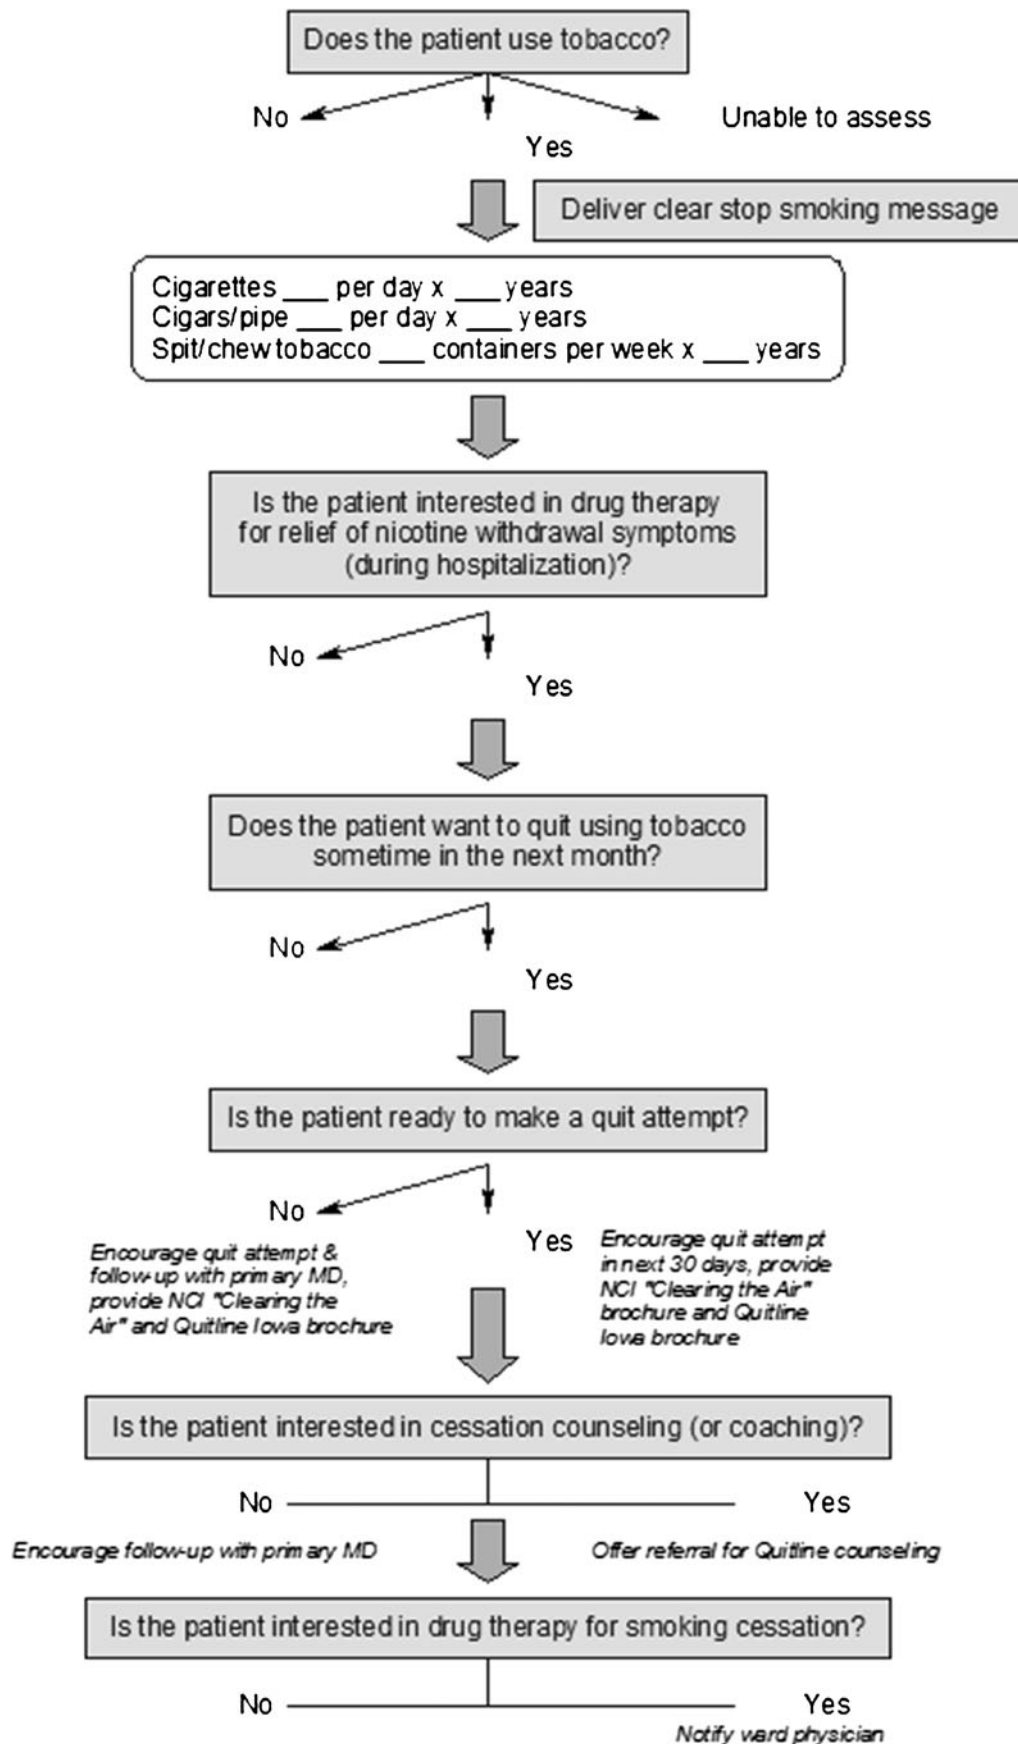 Does the patient use tobacco?
No
Unable to assess
Yes
Deliver clear stop smoking message
Cigarettes ___ per day x ___ years
Cigars/pipe ___ per day x ___ years
Spit/chew tobacco ___ containers per week x ___ years
Is the patient interested in drug therapy
for relief of nicotine withdrawal symptoms
(during hospitalization)?
No
Yes
Does the patient want to quit using tobacco
sometime in the next month?
No
Yes
Is the patient ready to make a quit attempt?
No
Encourage quit attempt &
follow-up with primary MD,
provide NCI "Clearing the
Air" and Quitline Iowa brochure
Yes
Encourage quit attempt
in next 30 days, provide
NCI "Clearing the Air"
brochure and Quitline
Iowa brochure
Is the patient interested in cessation counseling (or coaching)?
No
Yes
Encourage follow-up with primary MD
Offer referral for Quitline counseling
Is the patient interested in drug therapy for smoking cessation?
No
Yes
Notify ward physician